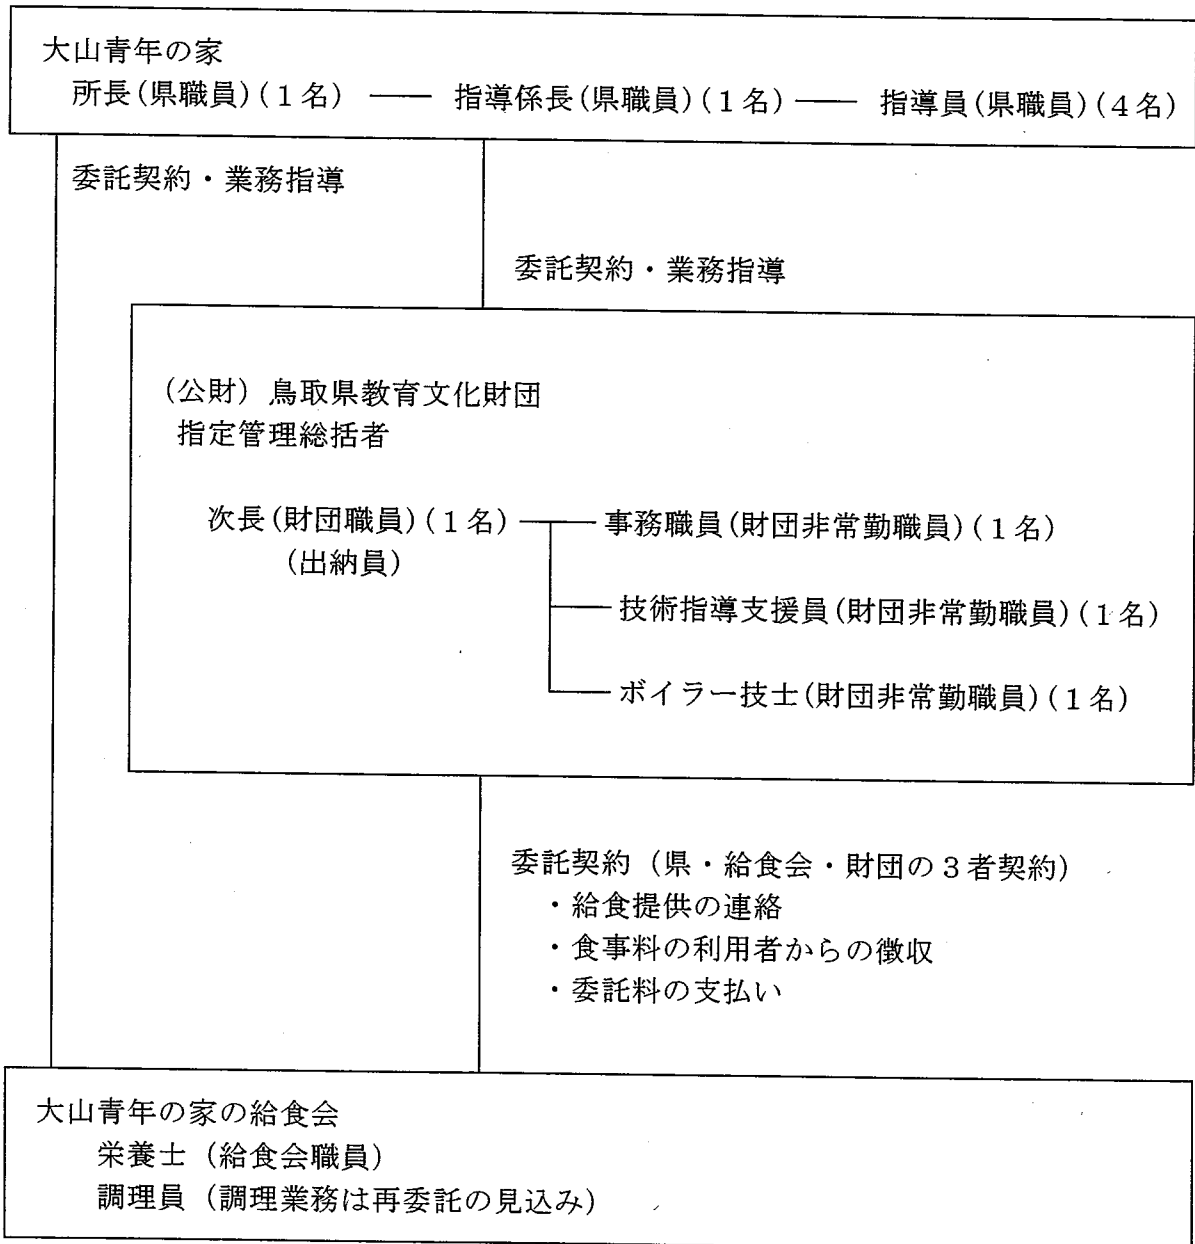 大山青年の家
所長(県職員)(1名) ―― 指導係長(県職員)(1名) ―― 指導員(県職員)(4名)
委託契約・業務指導
委託契約・業務指導
(公財)鳥取県教育文化財団
指定管理総括者
次長(財団職員)(1名) 事務職員(財団非常勤職員)(1名)
(出納員)
技術指導支援員(財団非常勤職員)(1名)
ボイラー技士(財団非常勤職員)(1名)
委託契約(県・給食会・財団の3者契約)
・給食提供の連絡
・食事料の利用者からの徴収
・委託料の支払い
大山青年の家の給食会
栄養士(給食会職員)
調理員(調理業務は再委託の見込み)